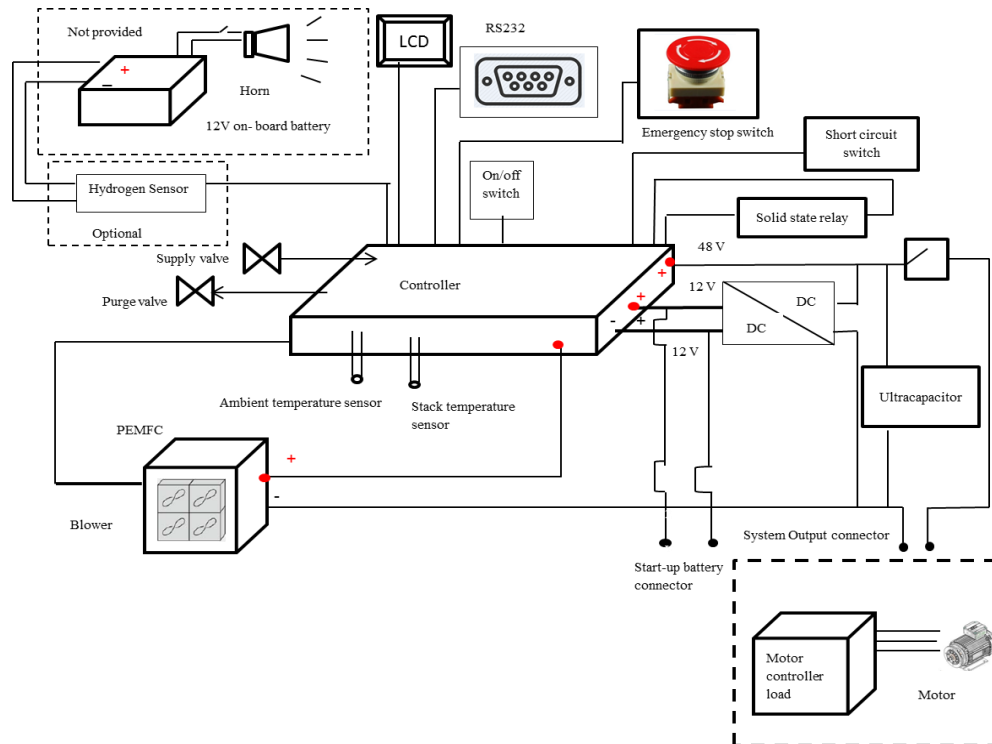 Not provided
+
–
Horn
12V on- board battery
LCD
RS232
Emergency stop switch
Short circuit
switch
Hydrogen Sensor
Optional
On/off
switch
Solid state relay
Supply valve
48 V
Purge valve
Controller
+
12 V
+
DC
-
+
DC
12 V
Ambient temperature sensor
Stack temperature
sensor
Ultracapacitor
PEMFC
+
-
Blower
System Output connector
Start-up battery
connector
Motor
controller
load
Motor